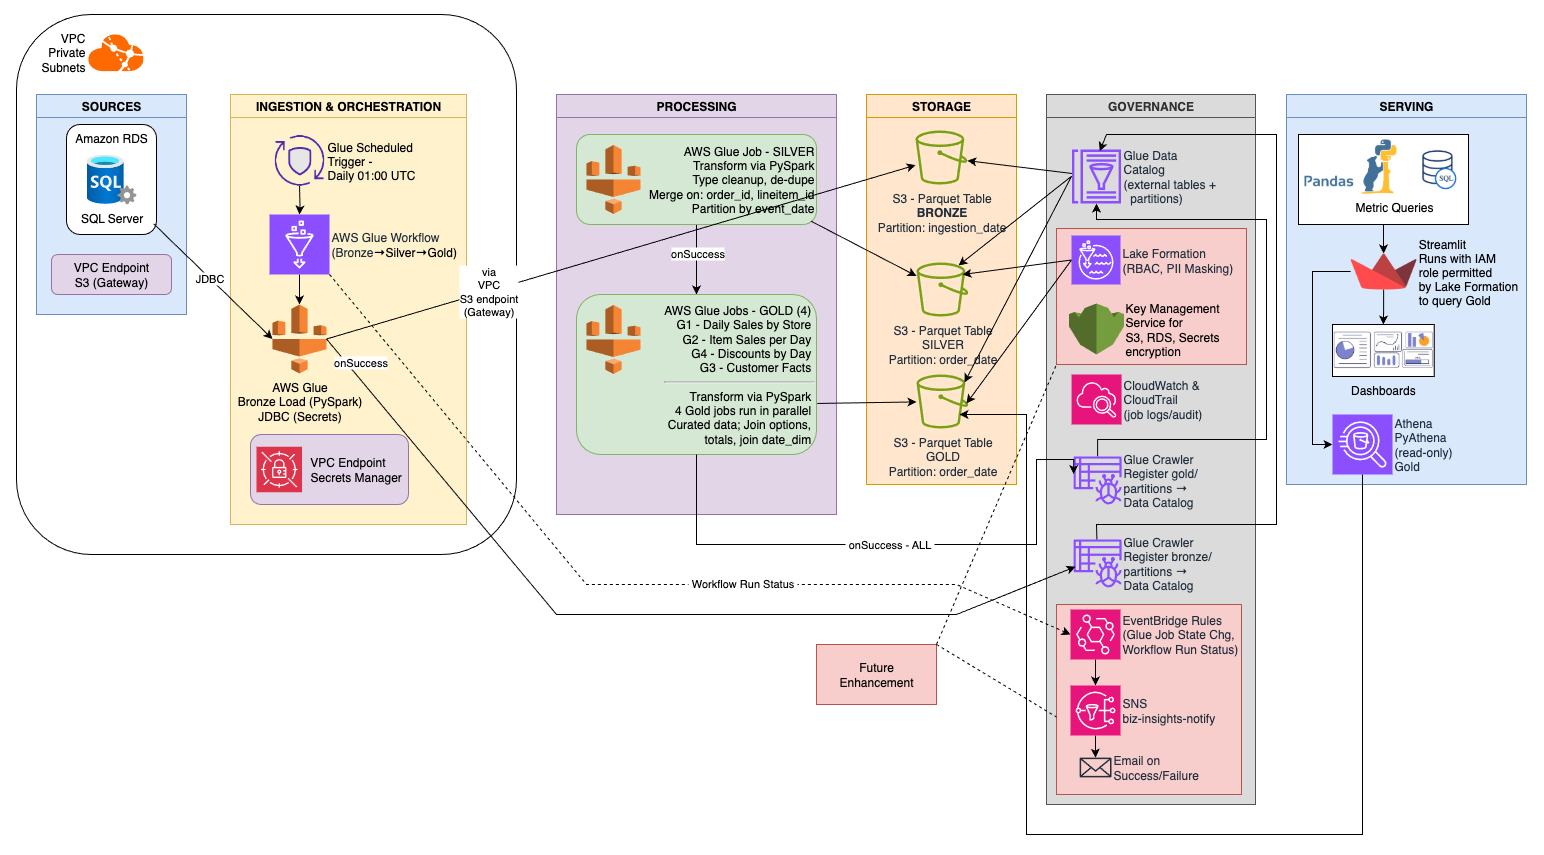 VPC
Private
Subnets
SOURCES
Amazon RDS
SQL
SQL Server
VPC Endpoint
S3 (Gateway)
JDBC
INGESTION & ORCHESTRATION
Glue Scheduled
Trigger -
Daily 01:00 UTC
AWS Glue Workflow
(Bronze→Silver→Gold)
AWS Glue
Bronze Load (PySpark)
JDBC (Secrets)
onSuccess
VPC Endpoint
Secrets Manager
via
VPC
S3 endpoint
(Gateway)
PROCESSING
AWS Glue Job - SILVER
Transform via PySpark
Type cleanup, de-dupe
Merge on: order_id, lineitem_id
Partition by event_date
onSuccess
AWS Glue Jobs - GOLD (4)
G1 - Daily Sales by Store
G2 - Item Sales per Day
G4 - Discounts by Day
G3 - Customer Facts
Transform via PySpark
4 Gold jobs run in parallel
Curated data; Join options,
totals, join date_dim
onSuccess - ALL
Workflow Run Status
STORAGE
S3 - Parquet Table
BRONZE
Partition: ingestion_date
S3 - Parquet Table
SILVER
Partition: order_date
S3 - Parquet Table
GOLD
Partition: order_date
GOVERNANCE
Glue Data
Catalog
(external tables +
partitions)
Lake Formation
(RBAC, PII Masking)
Key Management
Service for
S3, RDS, Secrets
encryption
CloudWatch &
CloudTrail
(job logs/audit)
Glue Crawler
Register gold/
partitions →
Data Catalog
Glue Crawler
Register bronze/
partitions →
Data Catalog
EventBridge Rules
(Glue Job State Chg,
Workflow Run Status)
SNS
biz-insights-notify
Email on
Success/Failure
Future
Enhancement
SERVING
Pandas
SQL
Metric Queries
Streamlit
Runs with IAM
role permitted
by Lake Formation
to query Gold
Dashboards
Athena
PyAthena
(read-only)
Gold